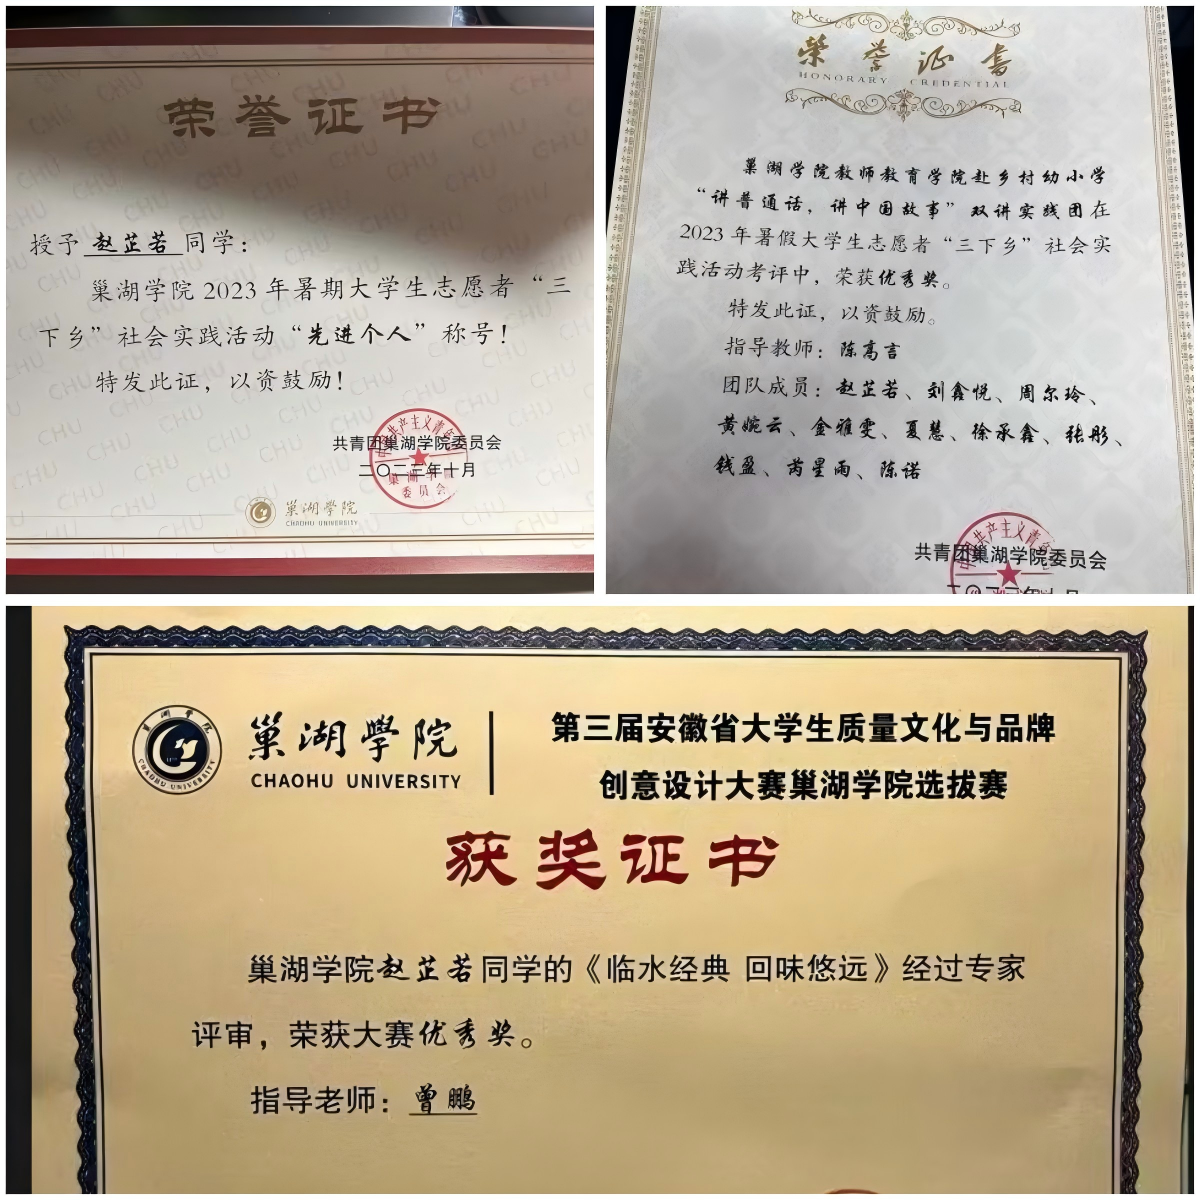 荣誉证书
授予 赵芷若 同学：
巢湖学院 2023 年暑期大学生志愿者“三
下乡”社会实践活动“先进个人”称号！
特发此证，以资鼓励！
共青团巢湖学院委员会
二〇二三年十月
巢湖學院
CHAOHU UNIVERSITY
荣誉证书
HONORARY CREDENTIAL
巢湖学院教师教育学院赴乡村幼小学
“讲普通话，讲中国故事”双讲实践团在
2023 年暑假大学生志愿者“三下乡”社会实
践活动考评中，荣获优秀奖。
特发此证，以资鼓励。
指导教师：陈高言
团队成员：赵芷若、刘鑫悦、周尔玲、
黄婉云、金雅雯、夏慧、徐承鑫、张彤、
钱盈、芮星雨、陈诺
共青团巢湖学院委员会
巢湖學院
CHAOHU UNIVERSITY
第三届安徽省大学生质量文化与品牌
创意设计大赛巢湖学院选拔赛
获奖证书
巢湖学院赵芷若同学的《临水经典 回味悠远》经过专家
评审，荣获大赛优秀奖。
指导老师：曾鹏